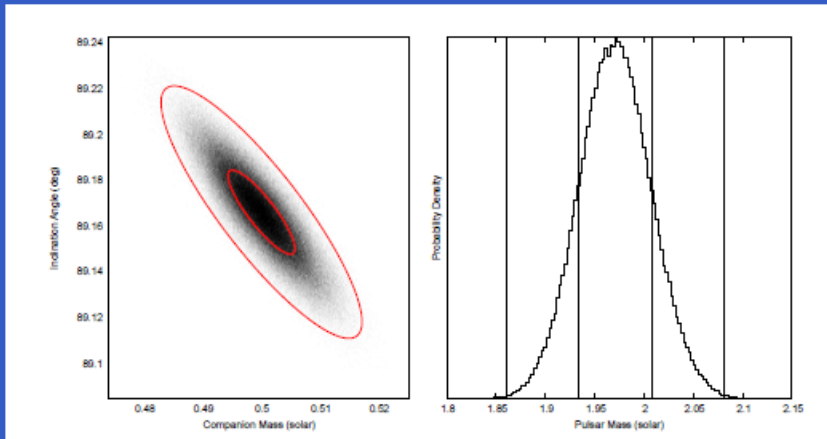 89.24
89.22
89.2
89.18
89.16
89.14
89.12
89.1
Inclination Angle (deg)
0.48 0.49 0.5 0.51 0.52
Companion Mass (solar)
Probability Density
1.8 1.85 1.9 1.95 2 2.05 2.1 2.15
Pulsar Mass (solar)